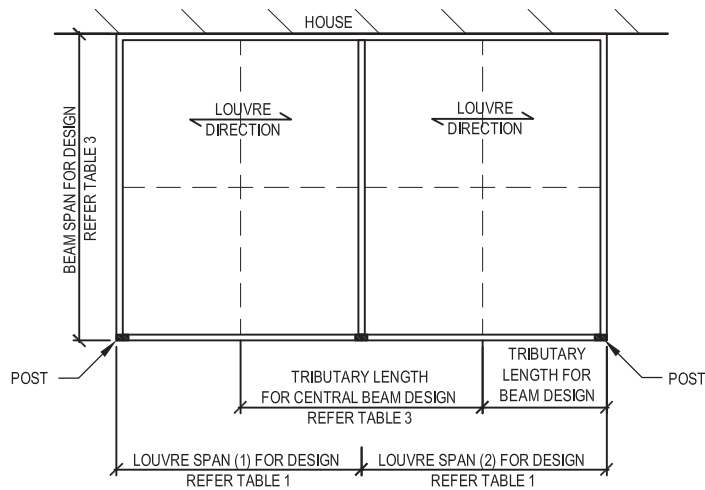 HOUSE
BEAM SPAN FOR DESIGN
REFER TABLE 3
LOUVRE
DIRECTION
LOUVRE
DIRECTION
POST
TRIBUTARY LENGTH
FOR CENTRAL BEAM DESIGN
REFER TABLE 3
TRIBUTARY
LENGTH FOR
BEAM DESIGN
POST
LOUVRE SPAN (1) FOR DESIGN
REFER TABLE 1
LOUVRE SPAN (2) FOR DESIGN
REFER TABLE 1